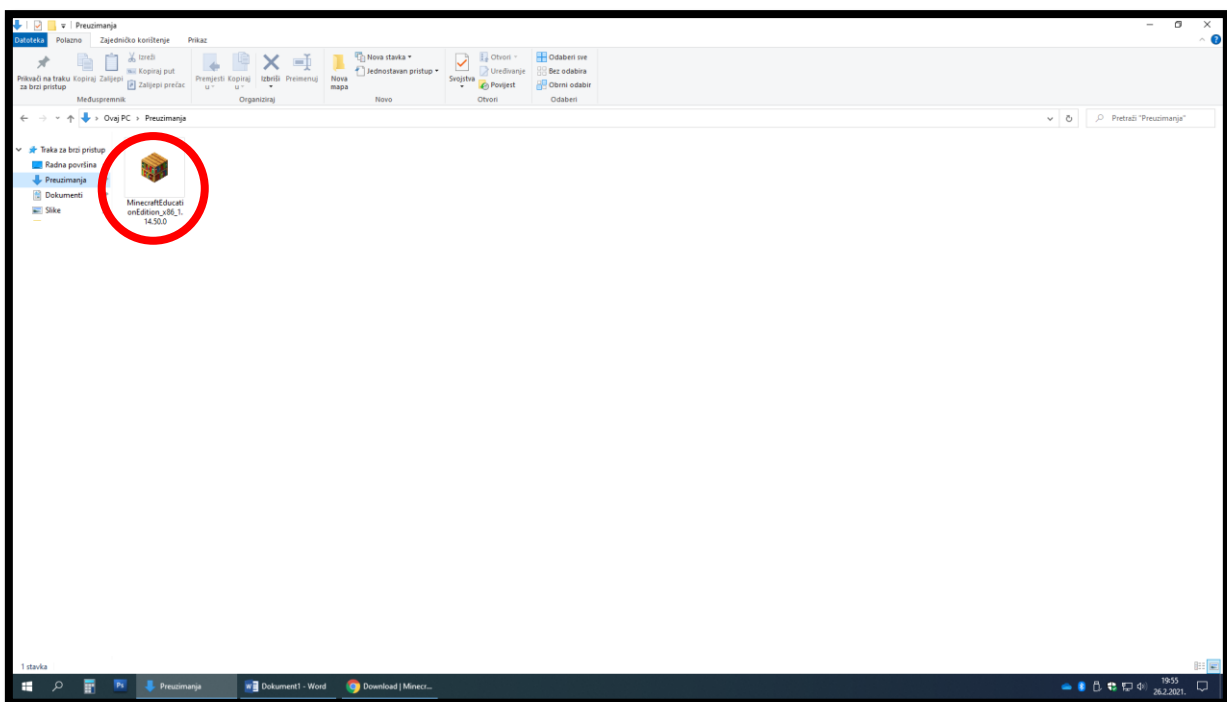 Preuzimanja
Datoteka Polazno Zajedničko korištenje Prikaz
Prikvači na traku za brzi pristup
Kopiraj
Zalijepi
Izreži
Kopiraj put
Zalijepi prečac
Međuspremnik
Premjesti u
Kopiraj u
Izbriši
Preimenuj
Organiziraj
Nova mapa
Nova stavka
Jednostavan pristup
Novo
Svojstva
Otvori
Uređivanje
Povijest
Otvori
Odaberi sve
Bez odabira
Obrni odabir
Odaberi
Ovaj PC › Preuzimanja
Pretraži "Preuzimanja"
Traka za brzi pristup
Radna površina
Preuzimanja
Dokumenti
Slike
MinecraftEducati
onEdition_x86_1.
14.50.0
1 stavka
Ps
Preuzimanja
Dokument1 - Word
Download | Minecr...
19:55
26.2.2021.